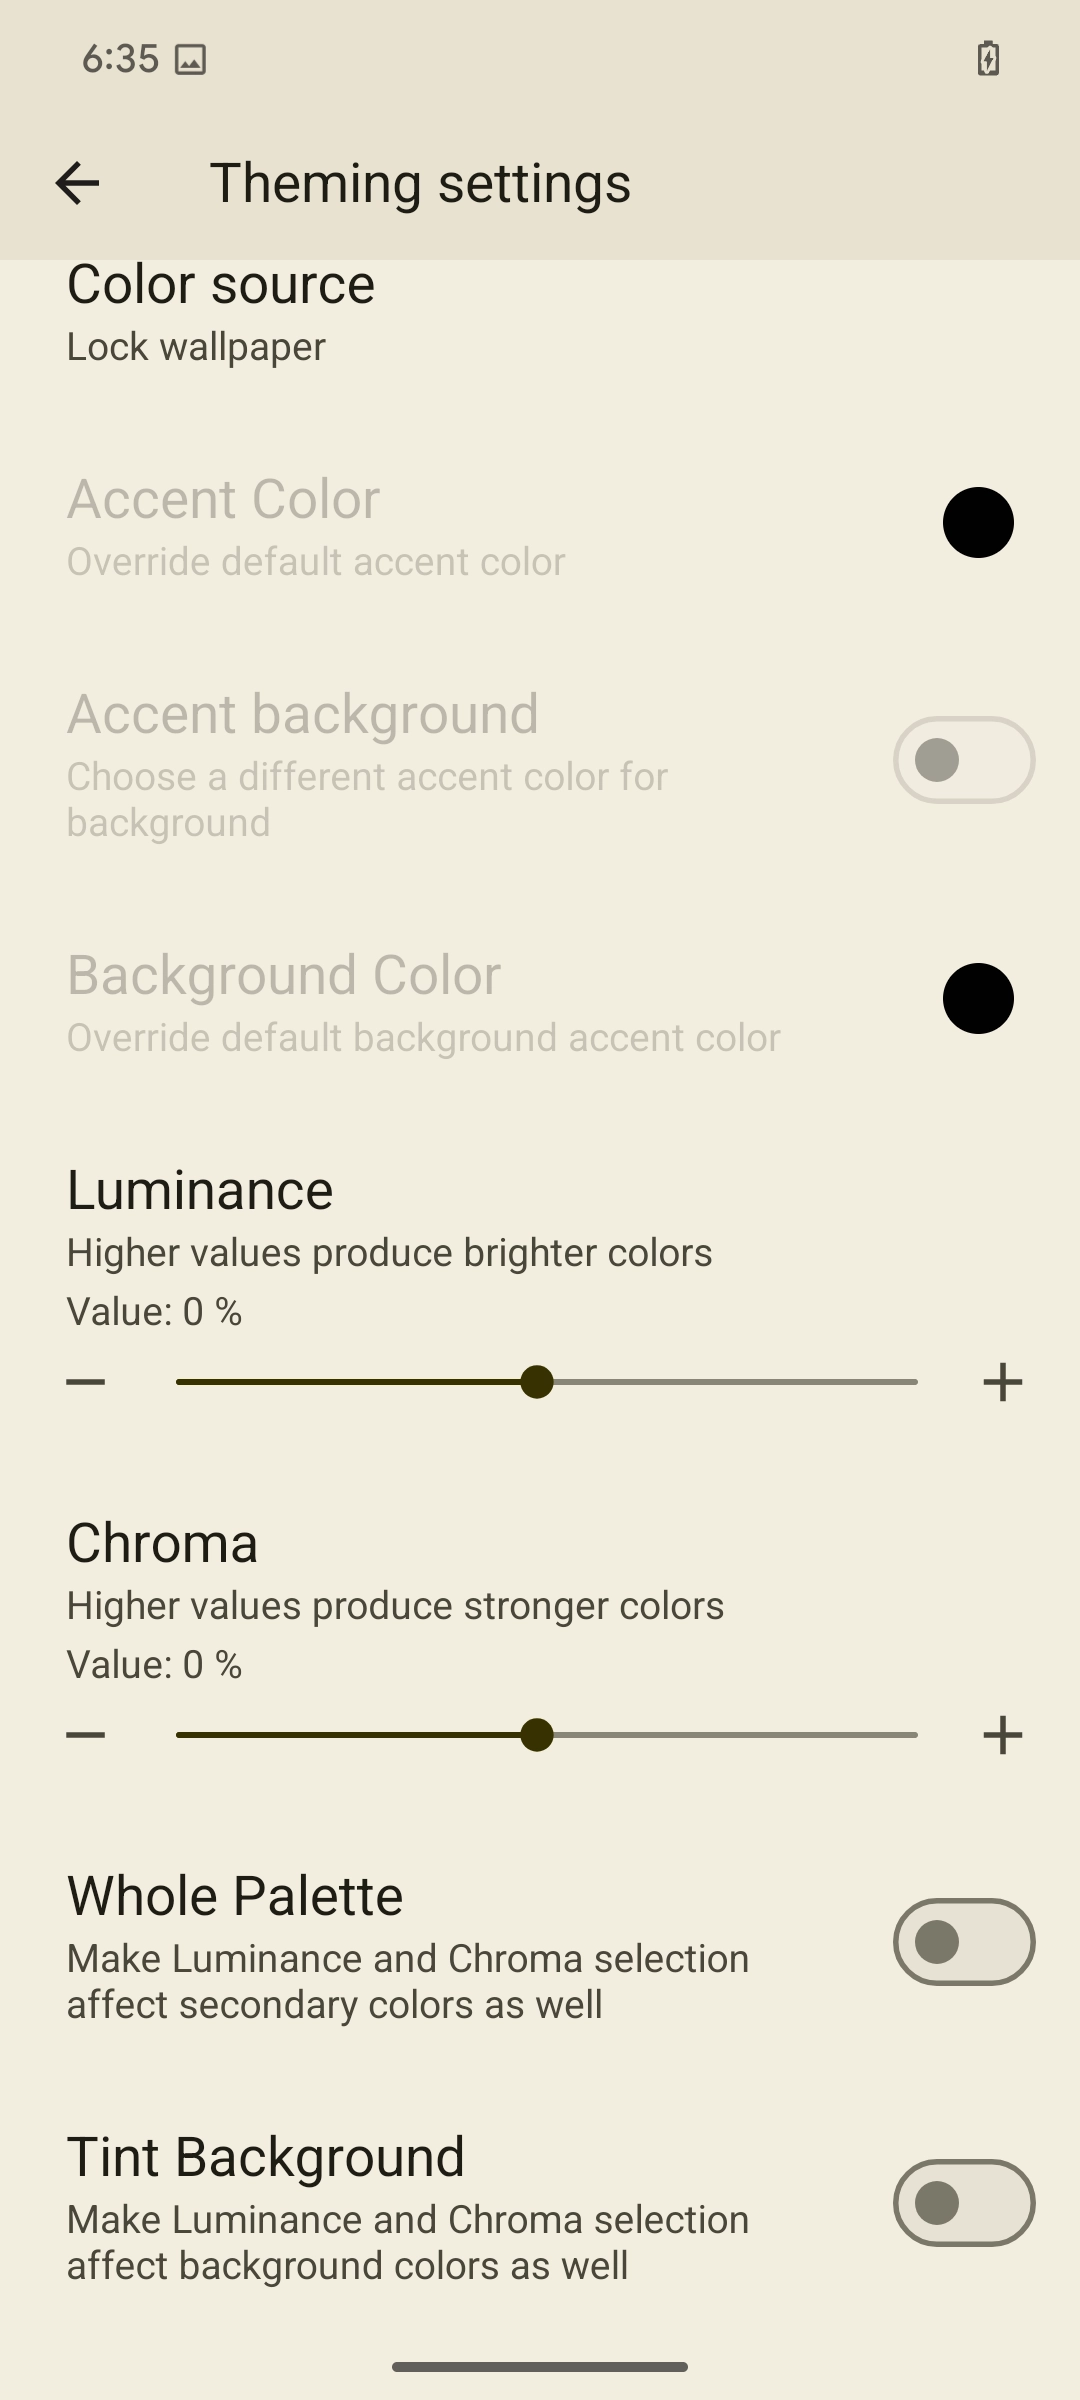 6:35
Theming settings
Color source
Lock wallpaper
Accent Color
Override default accent color
Accent background
Choose a different accent color for
background
Background Color
Override default background accent color
Luminance
Higher values produce brighter colors
Value: 0 %
Chroma
Higher values produce stronger colors
Value: 0 %
Whole Palette
Make Luminance and Chroma selection
affect secondary colors as well
Tint Background
Make Luminance and Chroma selection
affect background colors as well